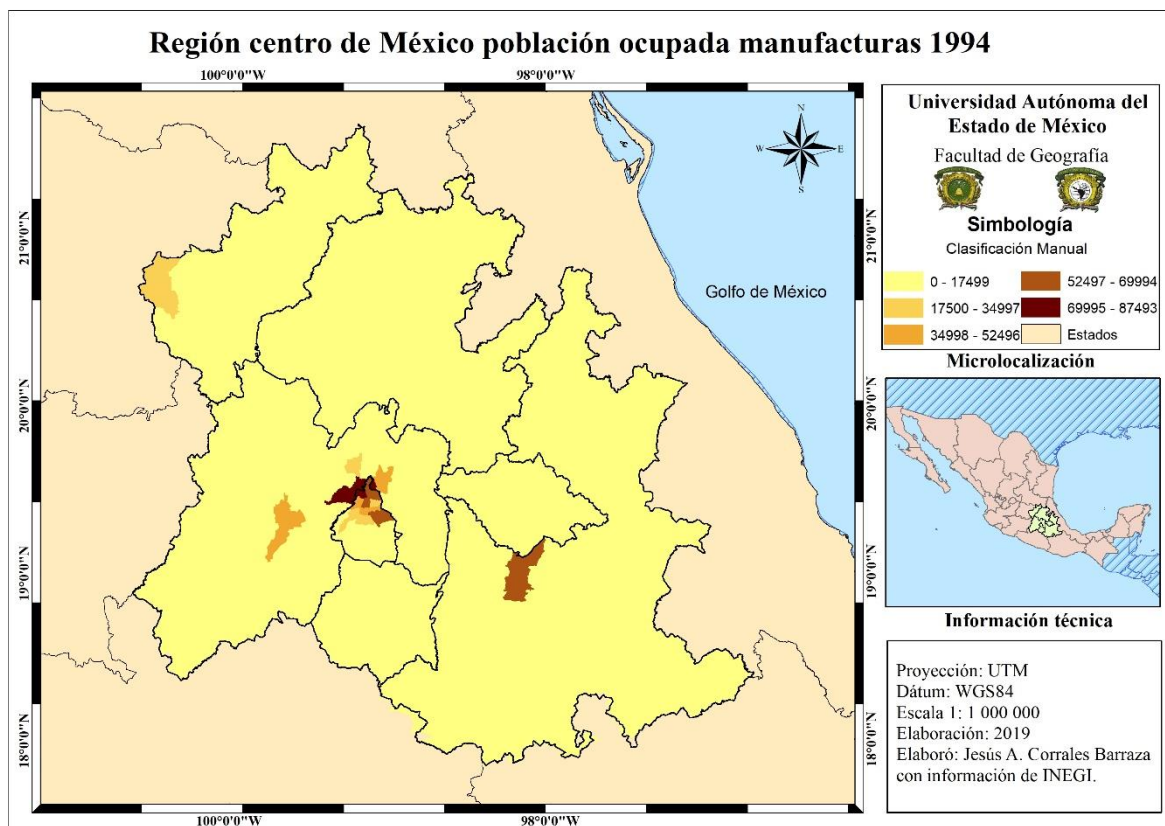 Región centro de México población ocupada manufacturas 1994
100°0'0"W
98°0'0"W
21°0'0"N
20°0'0"N
19°0'0"N
18°0'0"N
21°0'0"N
20°0'0"N
19°0'0"N
18°0'0"N
100°0'0"W
98°0'0"W
N
W
E
S
Golfo de México
Universidad Autónoma del
Estado de México
Facultad de Geografía
Simbología
Clasificación Manual
0 - 17499
17500 - 34997
34998 - 52496
52497 - 69994
69995 - 87493
Estados
Microlocalización
Información técnica
Proyección: UTM
Dátum: WGS84
Escala 1: 1 000 000
Elaboración: 2019
Elaboró: Jesús A. Corrales Barraza
con información de INEGI.